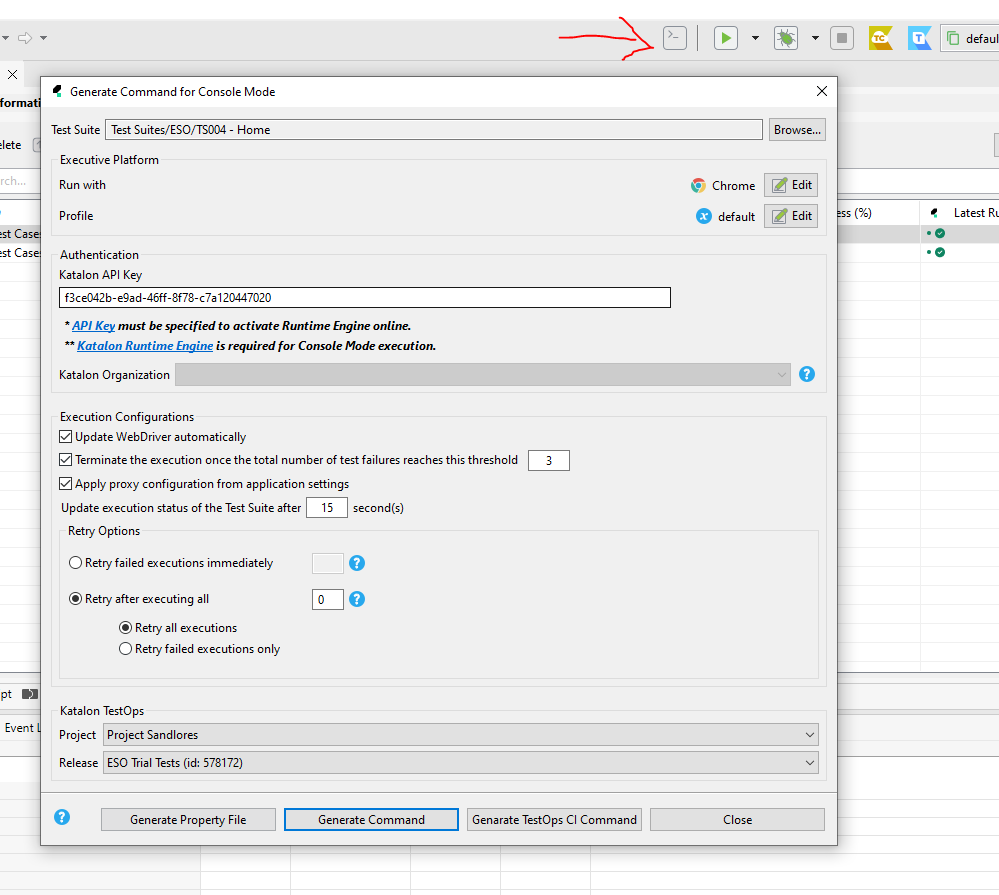 TC
T
defaul
Generate Command for Console Mode
formati
Test Suite Test Suites/ESO/TS004 - Home Browse...
elete
Executive Platform
rch...
Run with Chrome Edit
Profile default Edit
ess (%) Latest Ru
est Cases
est Cases
Authentication
Katalon API Key
f3ce042b-e9ad-46ff-8f78-c7a120447020
* API Key must be specified to activate Runtime Engine online.
** Katalon Runtime Engine is required for Console Mode execution.
Katalon Organization ?
Execution Configurations
Update WebDriver automatically
Terminate the execution once the total number of test failures reaches this threshold 3
Apply proxy configuration from application settings
Update execution status of the Test Suite after 15 second(s)
Retry Options
Retry failed executions immediately ?
Retry after executing all 0 ?
Retry all executions
Retry failed executions only
pt
Katalon TestOps
Event L
Project Project Sandlores
Release ESO Trial Tests (id: 578172)
? Generate Property File Generate Command Genarate TestOps CI Command Close